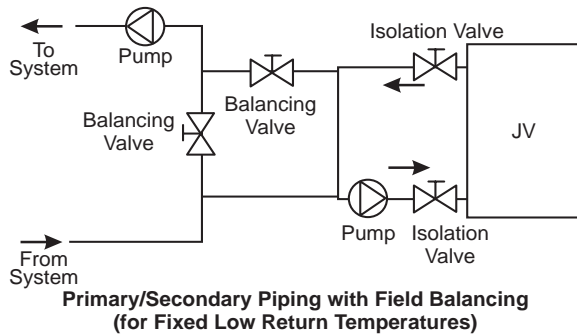 To
System
Pump
Isolation Valve
Balancing
Valve
Balancing
Valve
JV
Pump
Isolation
Valve
From
System
Primary/Secondary Piping with Field Balancing
(for Fixed Low Return Temperatures)